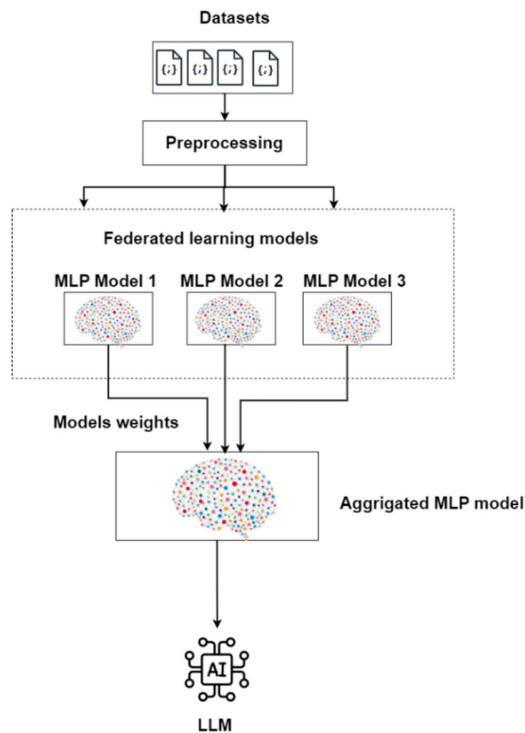 Datasets
{;} {;} {;} {;}
Preprocessing
Federated learning models
MLP Model 1 MLP Model 2 MLP Model 3
Models weights
Aggrigated MLP model
AI
LLM